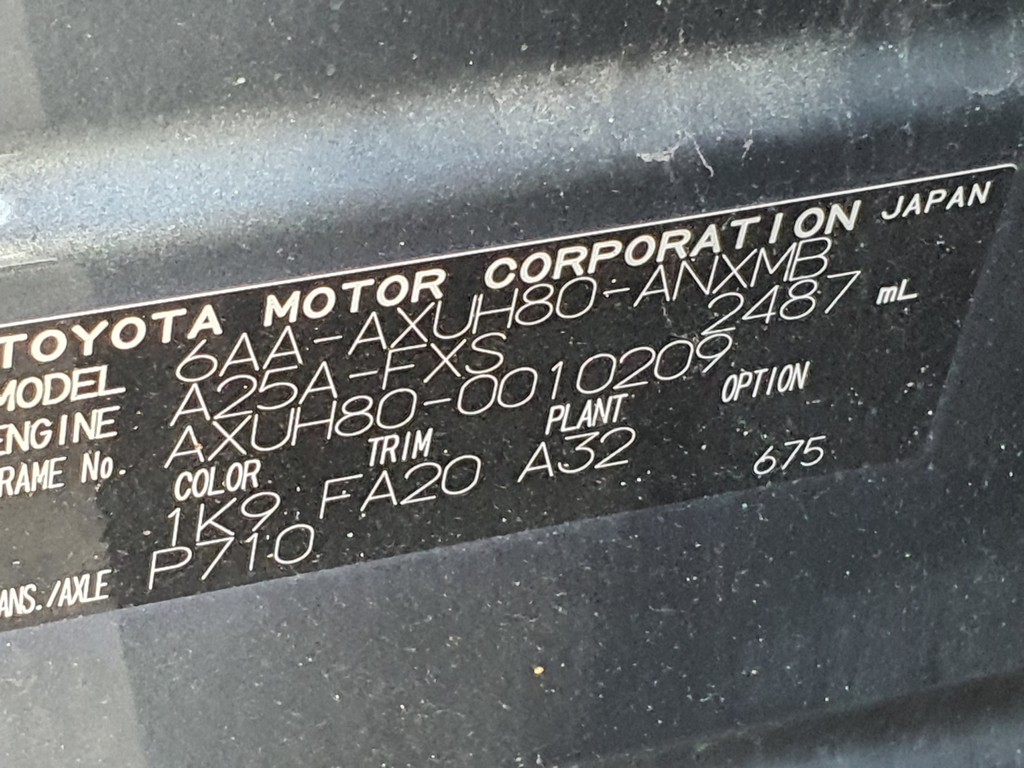 TOYOTA MOTOR CORPORATION JAPAN
MODEL 6AA-AXUH80-ANXMB
ENGINE A25A-FXS 2487 mL
FRAME No. AXUH80-0010209
COLOR TRIM PLANT OPTION
1K9 FA20 A32 675
TRANS./AXLE P710